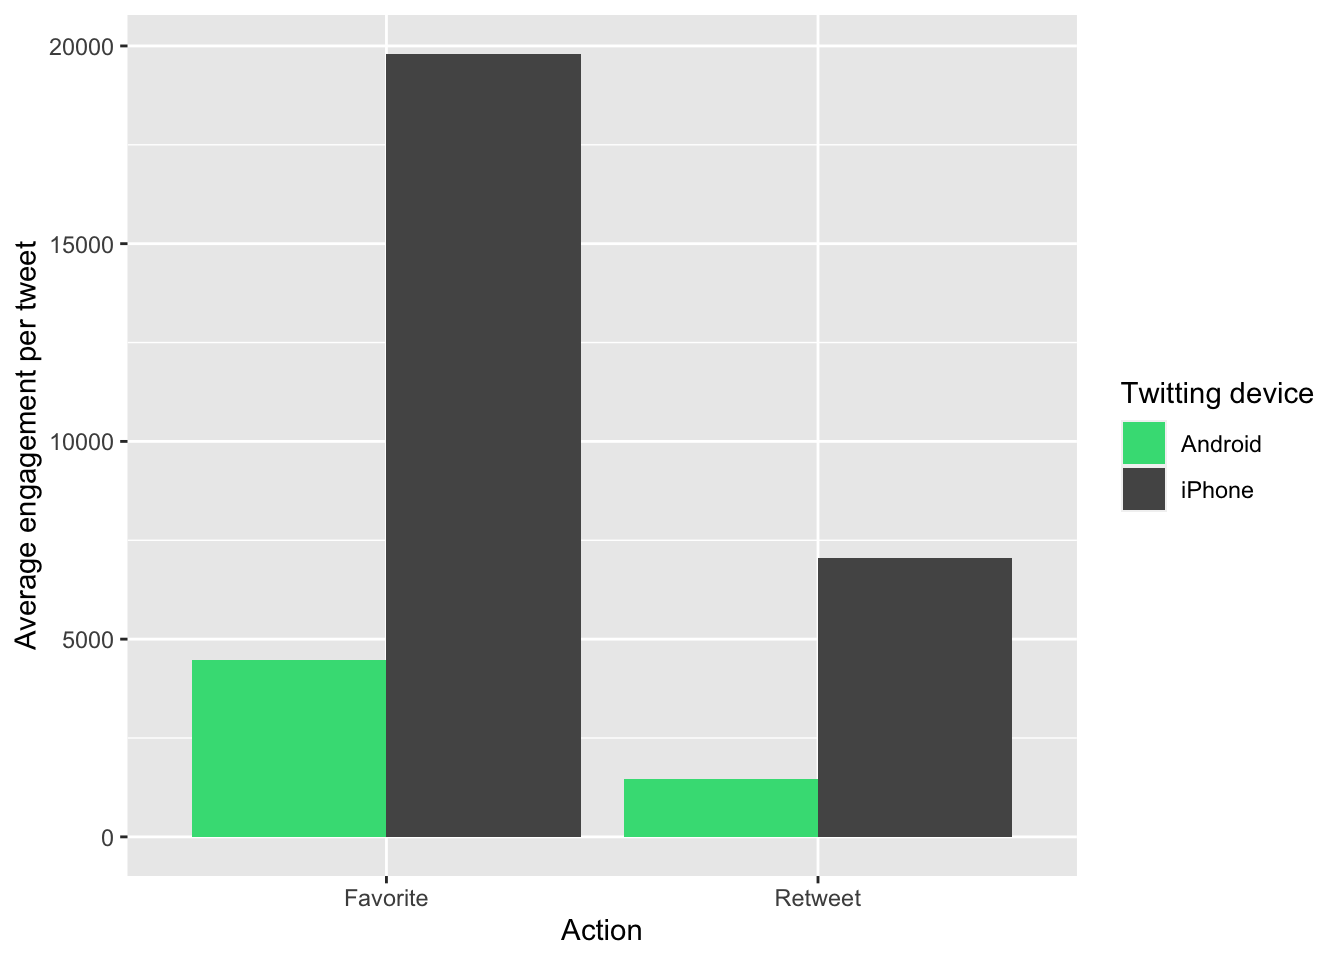 Average engagement per tweet
20000
15000
10000
5000
0
Favorite
Retweet
Action
Twitting device
Android
iPhone